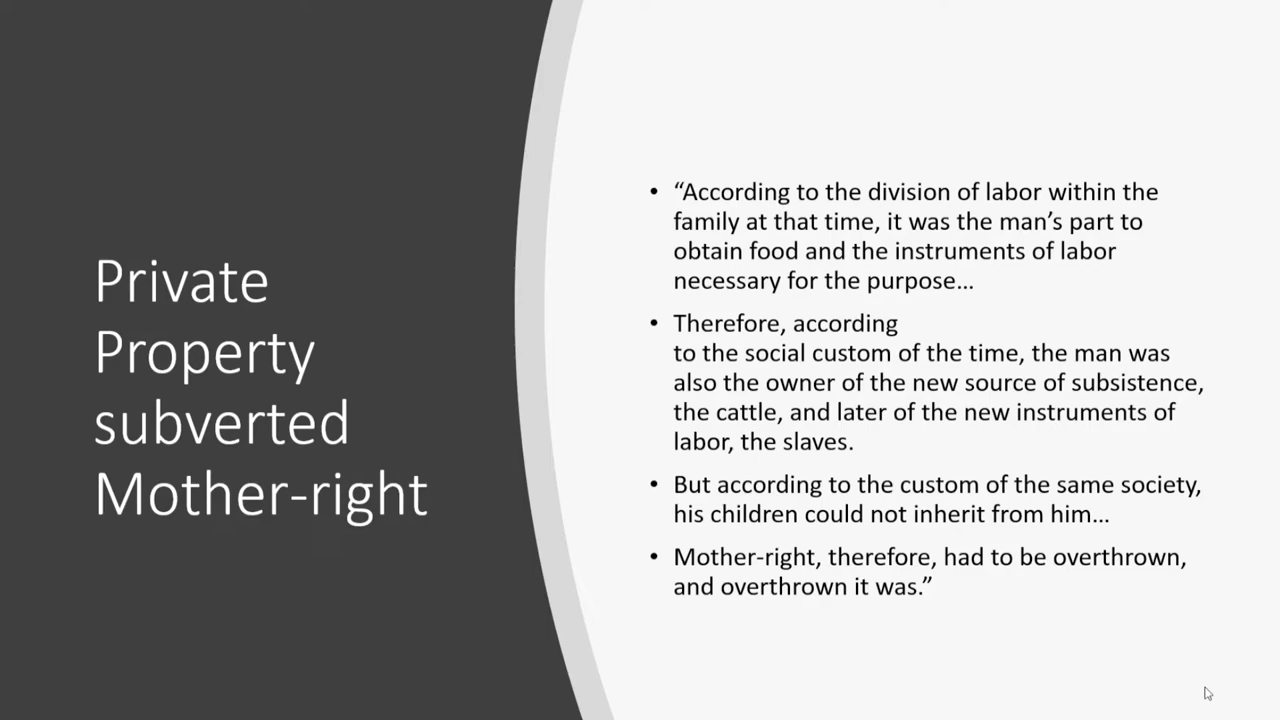 Private
Property
subverted
Mother-right
• “According to the division of labor within the
family at that time, it was the man’s part to
obtain food and the instruments of labor
necessary for the purpose…
• Therefore, according
to the social custom of the time, the man was
also the owner of the new source of subsistence,
the cattle, and later of the new instruments of
labor, the slaves.
• But according to the custom of the same society,
his children could not inherit from him…
• Mother-right, therefore, had to be overthrown,
and overthrown it was.”